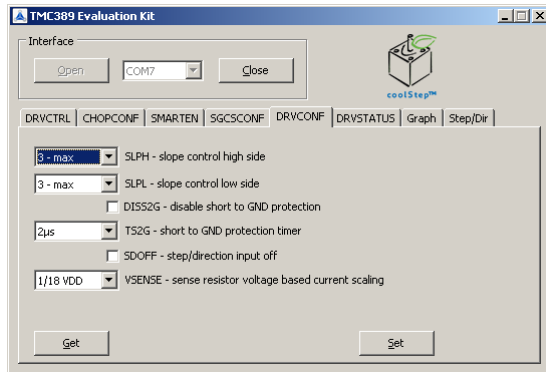 TMC389 Evaluation Kit
Interface
Open COM7 Close
coolStep™
DRVCTRL CHOPCONF SMARTEN SGCSCONF DRVCONF DRVSTATUS Graph Step/Dir
3 - max SLPH - slope control high side
3 - max SLPL - slope control low side
DISS2G - disable short to GND protection
2µs TS2G - short to GND protection timer
SDOFF - step/direction input off
1/18 VDD VSENSE - sense resistor voltage based current scaling
Get Set